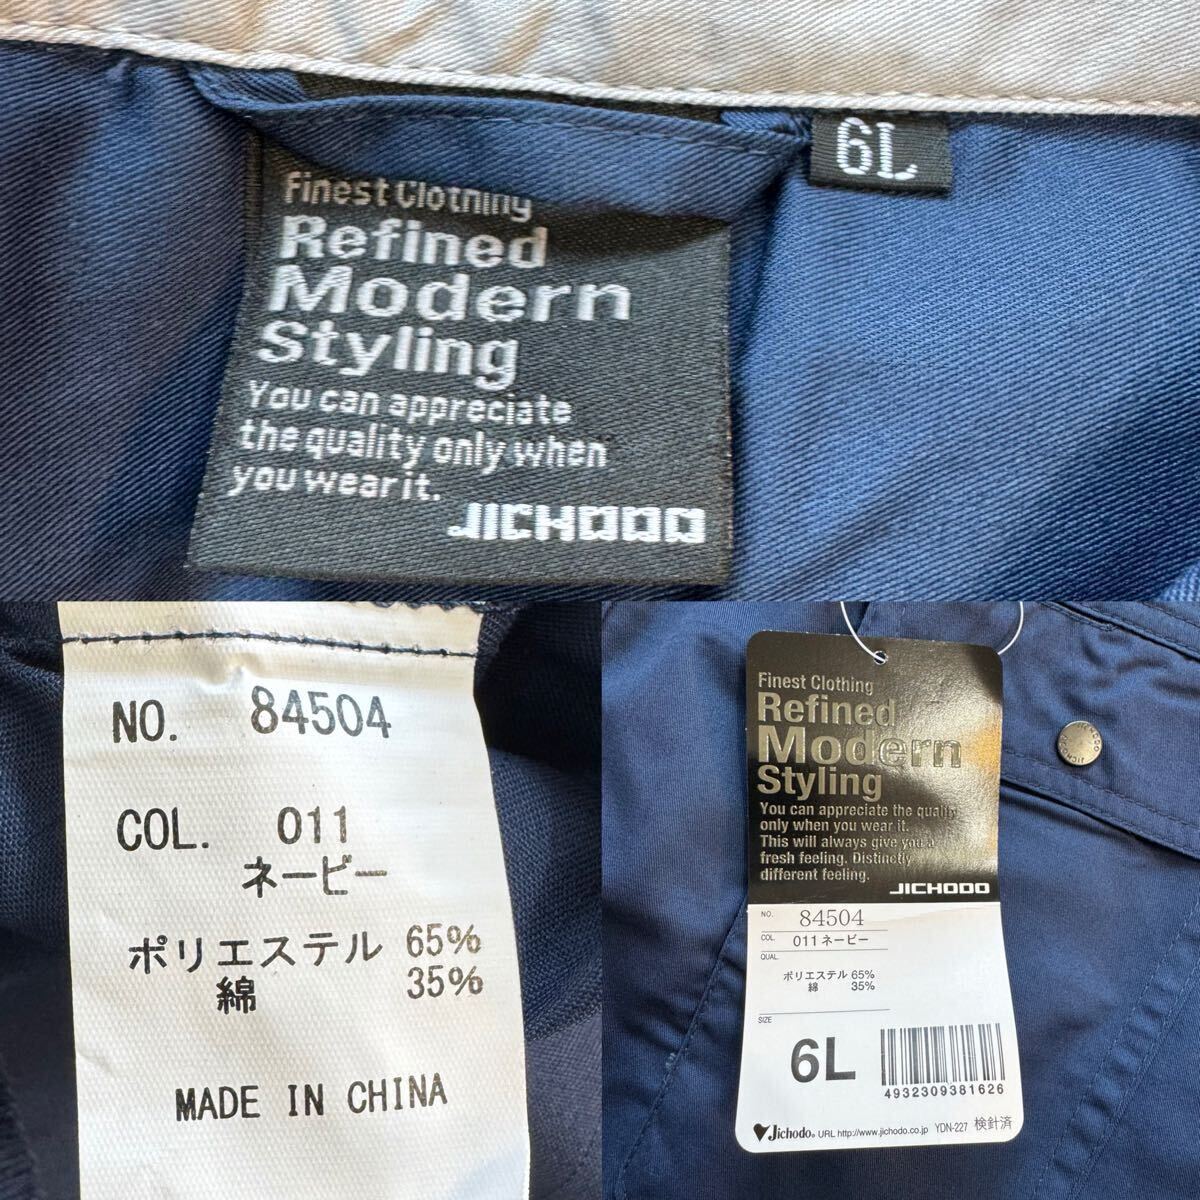 6L
Finest Clothing
Refined
Modern
Styling
You can appreciate
the quality only when
you wear it.
JICHODO
NO. 84504
COL. 011
ネービー
ポリエステル 65%
綿 35%
MADE IN CHINA
Finest Clothing
Refined
Modern
Styling
You can appreciate the quality
only when you wear it.
This will always give you a
fresh feeling. Distinctly
different feeling.
JICHODO
NO. 84504
COL. 011ネービー
QUAL.
ポリエステル 65%
綿 35%
SIZE
6L
4932309381626
Jichodo® URL http://www.jichodo.co.jp YDN-227 検針済
JICHODO